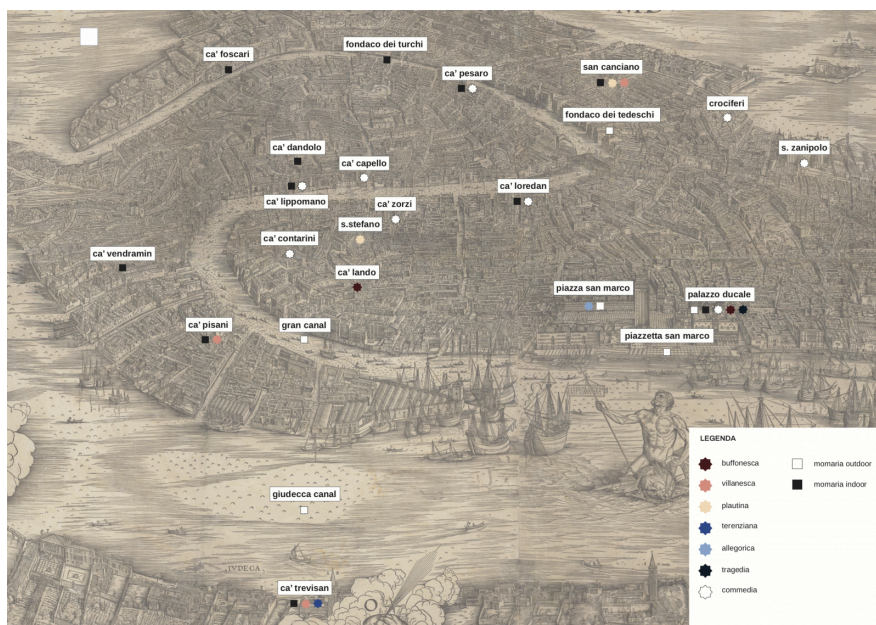 ca' foscari
fondaco dei turchi
ca' pesaro
san canciano
crociferi
fondaco dei tedeschi
s. zanipolo
ca' dandolo
ca' capello
ca' loredan
ca' lippomano
ca' zorzi
s.stefano
ca' contarini
ca' vendramin
ca' lando
piazza san marco
palazzo ducale
ca' pisani
gran canal
piazzetta san marco
LEGENDA
buffonesca
momaria outdoor
villanesca
momaria indoor
plautina
terenziana
allegorica
tragedia
commedia
giudecca canal
IVDECA
ca' trevisan